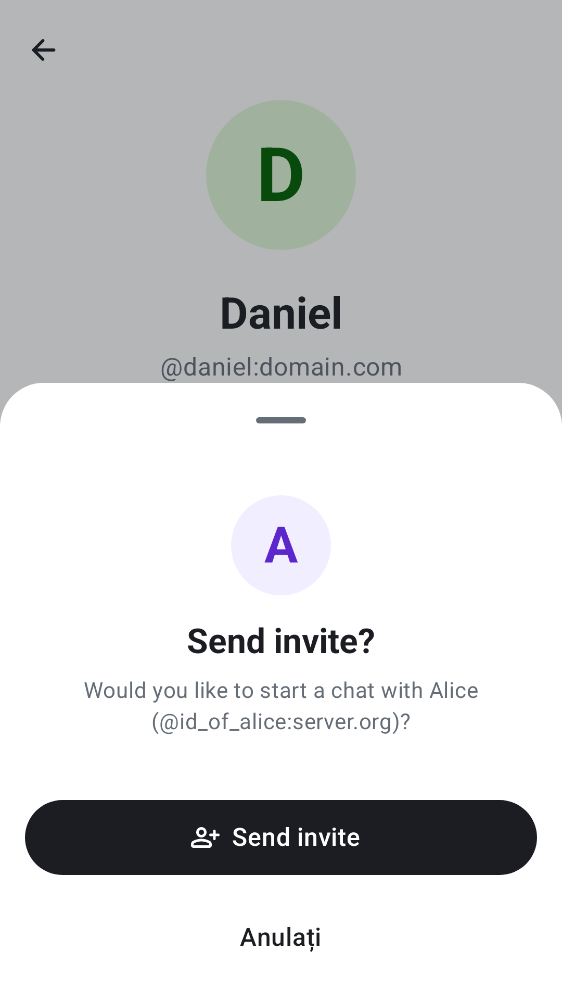 D
Daniel
@daniel:domain.com
A
Send invite?
Would you like to start a chat with Alice
(@id_of_alice:server.org)?
Send invite
Anulați